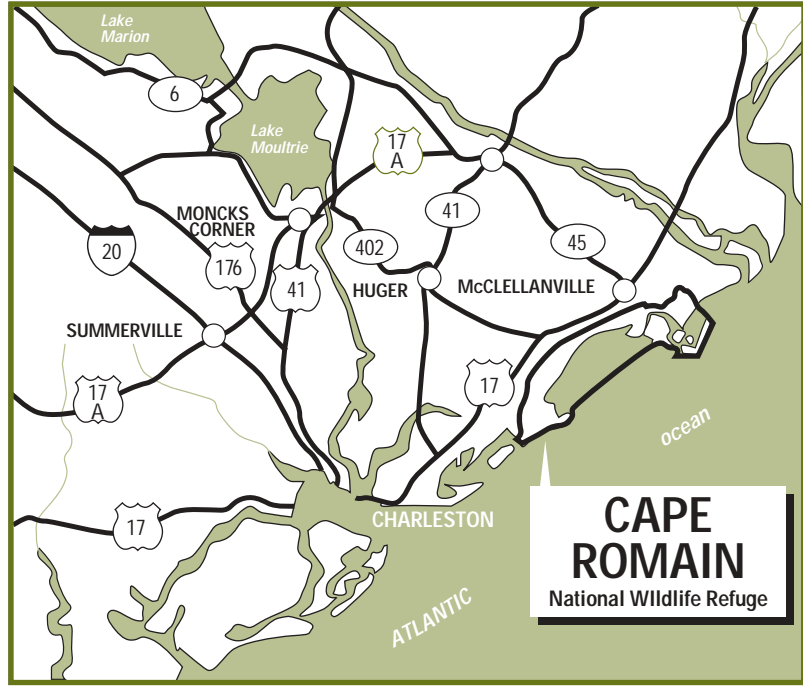 Lake
Marion
6
Lake
Moultrie
17
A
MONCKS
CORNER
41
20
176
402
45
41
HUGER
McCLELLANVILLE
SUMMERVILLE
17
A
17
ocean
17
CHARLESTON
CAPE
ROMAIN
National WIldlife Refuge
ATLANTIC